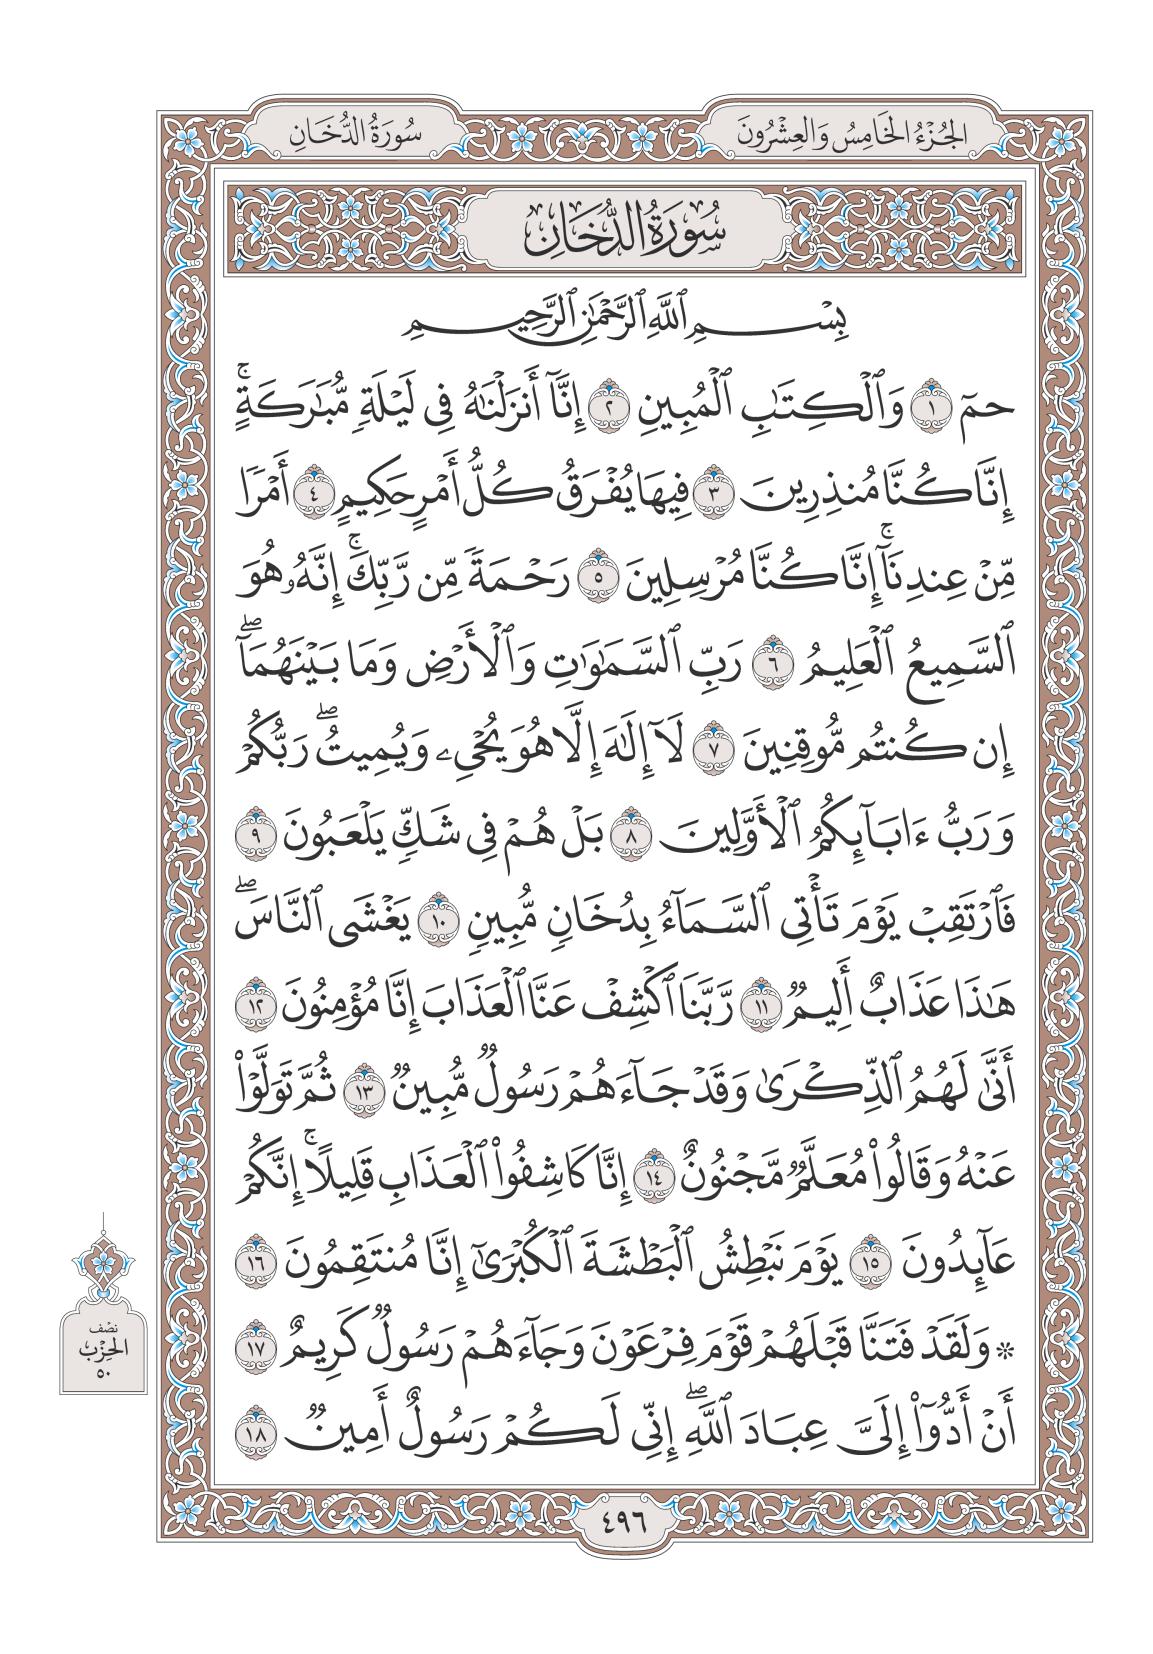 الجُزْءُ الخَامِسُ وَالعِشْرُونَ
سُورَةُ الدُّخَانِ
سُورَةُ الدُّخَانِ
بِسْمِ ٱللَّهِ ٱلرَّحْمَٰنِ ٱلرَّحِيمِ
حمٓ ١ وَٱلْكِتَٰبِ ٱلْمُبِينِ ٢ إِنَّآ أَنزَلْنَٰهُ فِى لَيْلَةٍ مُّبَٰرَكَةٍ ۚ
إِنَّا كُنَّا مُنذِرِينَ ٣ فِيهَا يُفْرَقُ كُلُّ أَمْرٍ حَكِيمٍ ٤ أَمْرًا
مِّنْ عِندِنَآ ۚ إِنَّا كُنَّا مُرْسِلِينَ ٥ رَحْمَةً مِّن رَّبِّكَ ۚ إِنَّهُۥ هُوَ
ٱلسَّمِيعُ ٱلْعَلِيمُ ٦ رَبِّ ٱلسَّمَٰوَٰتِ وَٱلْأَرْضِ وَمَا بَيْنَهُمَآ ۖ
إِن كُنتُم مُّوقِنِينَ ٧ لَآ إِلَٰهَ إِلَّا هُوَ يُحْىِۦ وَيُمِيتُ ۖ رَبُّكُمْ
وَرَبُّ ءَابَآئِكُمُ ٱلْأَوَّلِينَ ٨ بَلْ هُمْ فِى شَكٍّ يَلْعَبُونَ ٩
فَٱرْتَقِبْ يَوْمَ تَأْتِى ٱلسَّمَآءُ بِدُخَانٍ مُّبِينٍ ١٠ يَغْشَى ٱلنَّاسَ ۖ
هَٰذَا عَذَابٌ أَلِيمٌ ١١ رَّبَّنَا ٱكْشِفْ عَنَّا ٱلْعَذَابَ إِنَّا مُؤْمِنُونَ ١٢
أَنَّىٰ لَهُمُ ٱلذِّكْرَىٰ وَقَدْ جَآءَهُمْ رَسُولٌ مُّبِينٌ ١٣ ثُمَّ تَوَلَّوْا۟
عَنْهُ وَقَالُوا۟ مُعَلَّمٌ مَّجْنُونٌ ١٤ إِنَّا كَاشِفُوا۟ ٱلْعَذَابِ قَلِيلًا ۚ إِنَّكُمْ
عَآئِدُونَ ١٥ يَوْمَ نَبْطِشُ ٱلْبَطْشَةَ ٱلْكُبْرَىٰٓ إِنَّا مُنتَقِمُونَ ١٦
۞ وَلَقَدْ فَتَنَّا قَبْلَهُمْ قَوْمَ فِرْعَوْنَ وَجَآءَهُمْ رَسُولٌ كَرِيمٌ ١٧
أَنْ أَدُّوٓا۟ إِلَىَّ عِبَادَ ٱللَّهِ ۖ إِنِّى لَكُمْ رَسُولٌ أَمِينٌ ١٨
نصْف
الحِزْب
٥٠
٤٩٦